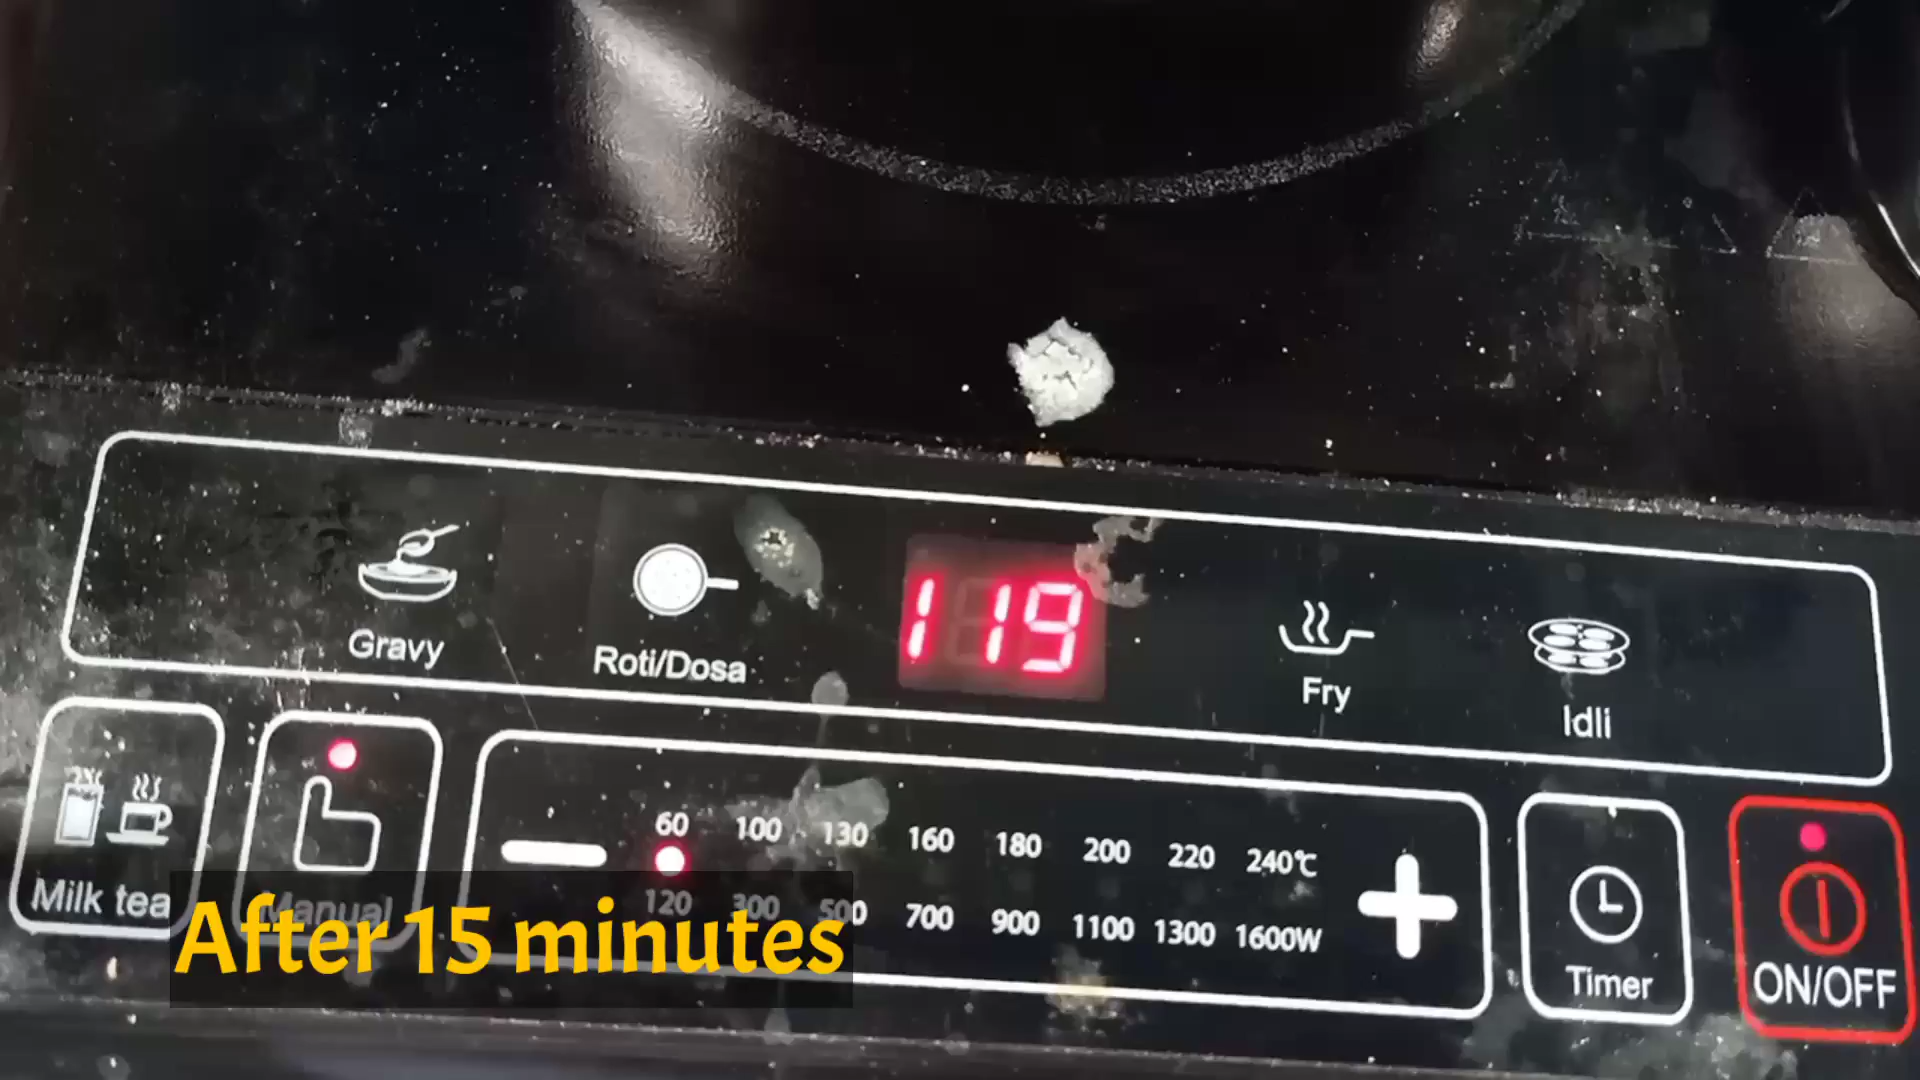 119
Gravy
Roti/Dosa
Fry
Idli
Milk tea
Manual
60 100 130 160 180 200 220 240℃
120 300 500 700 900 1100 1300 1600W
Timer
ON/OFF
After 15 minutes